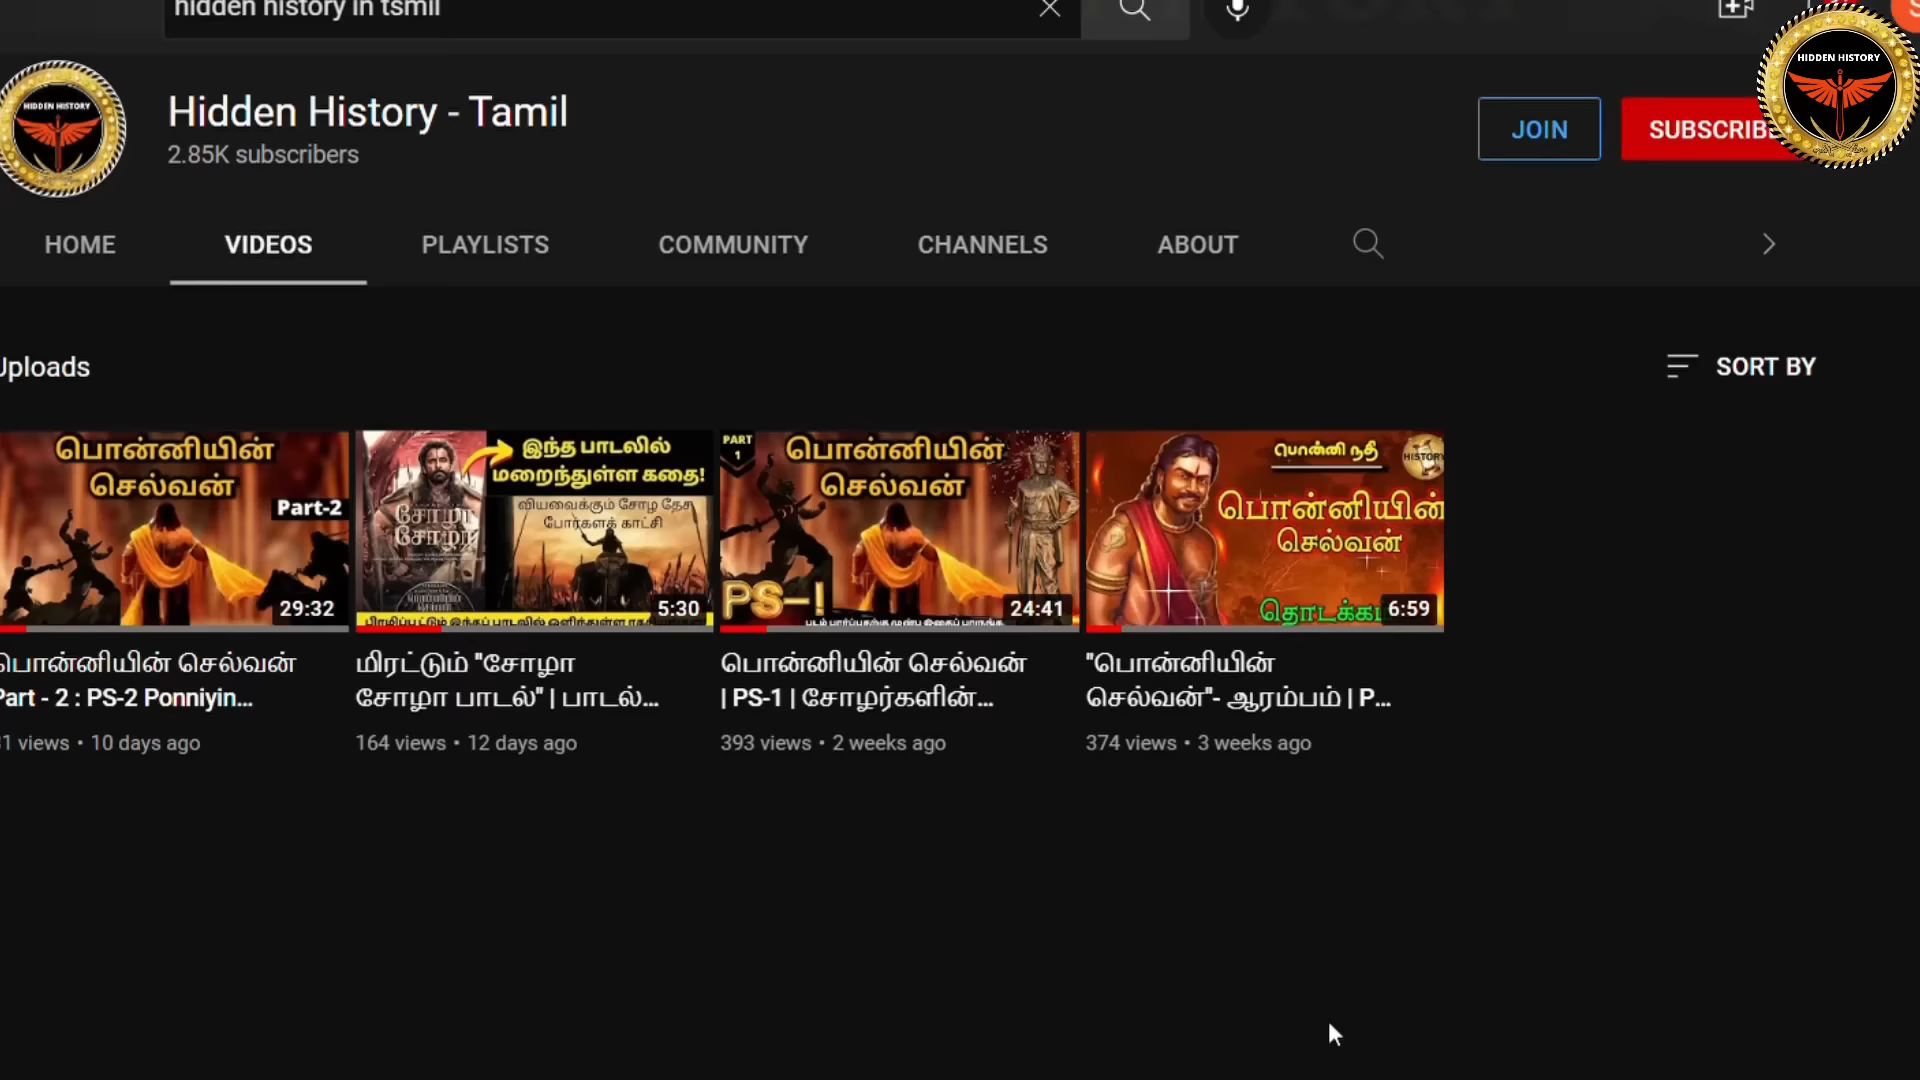 hidden history in tsmil
HIDDEN HISTORY
HIDDEN HISTORY
Hidden History - Tamil
2.85K subscribers
JOIN
SUBSCRIBE
HOME
VIDEOS
PLAYLISTS
COMMUNITY
CHANNELS
ABOUT
Uploads
SORT BY
பொன்னியின்
செல்வன்
Part-2
29:32
இந்த பாடலில்
மறைந்துள்ள கதை!
வியவைக்கும் சோழ தேச
போர்களக் காட்சி
சோழா
சோழா
5:30
PART
1
பொன்னியின்
செல்வன்
PS-!
24:41
பொன்னி நதி
HISTORY
பொன்னியின்
செல்வன்
6:59
பொன்னியின் செல்வன்
Part - 2 : PS-2 Ponniyin...
மிரட்டும் "சோழா
சோழா பாடல்" | பாடல்...
பொன்னியின் செல்வன்
| PS-1 | சோழர்களின்...
"பொன்னியின்
செல்வன்"- ஆரம்பம் | P...
1 views • 10 days ago
164 views • 12 days ago
393 views • 2 weeks ago
374 views • 3 weeks ago